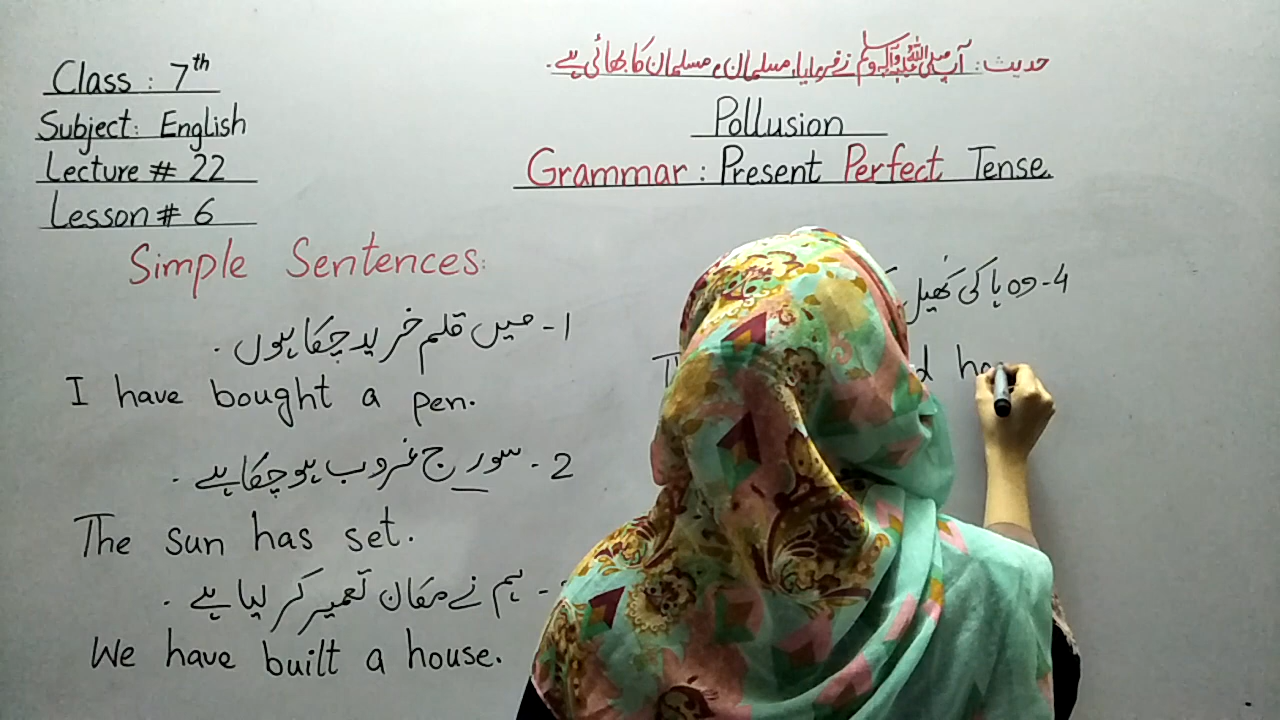 Class : 7th
Subject: English
Lecture # 22
Lesson # 6
حدیث: آپ صلی اللہ علیہ وسلم نے فرمایا، مسلمان، مسلمان کا بھائی ہے۔
Pollusion
Grammar : Present Perfect Tense.
Simple Sentences:
1- میں قلم خرید چکا ہوں۔
I have bought a pen.
2- سورج غروب ہو چکا ہے۔
The sun has set.
- ہم نے مکان تعمیر کر لیا ہے۔
We have built a house.
4- وہ ہاکی کھیل